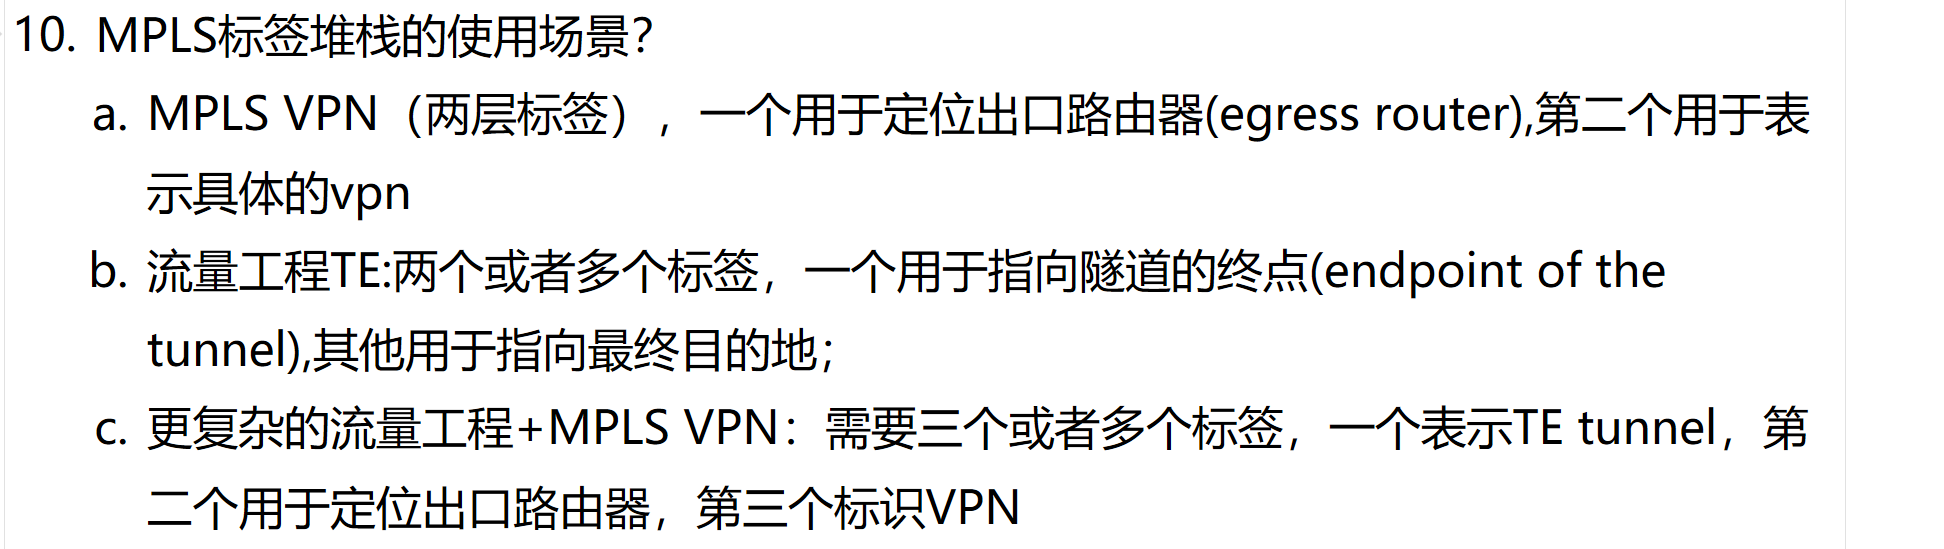 10. MPLS标签堆栈的使用场景?
a. MPLS VPN（两层标签），一个用于定位出口路由器(egress router),第二个用于表
示具体的vpn
b. 流量工程TE:两个或者多个标签，一个用于指向隧道的终点(endpoint of the
tunnel),其他用于指向最终目的地；
c. 更复杂的流量工程+MPLS VPN：需要三个或者多个标签，一个表示TE tunnel，第
二个用于定位出口路由器，第三个标识VPN